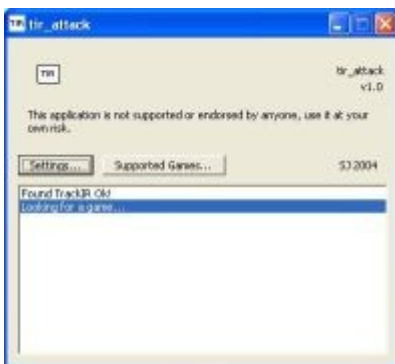 TIR tir_attack
TIR
tir_attack
v1.0
This application is not supported or endorsed by anyone, use it at your
own risk.
Settings... Supported Games... SJ 2004
Found TrackIR Ok!
Looking for a game...